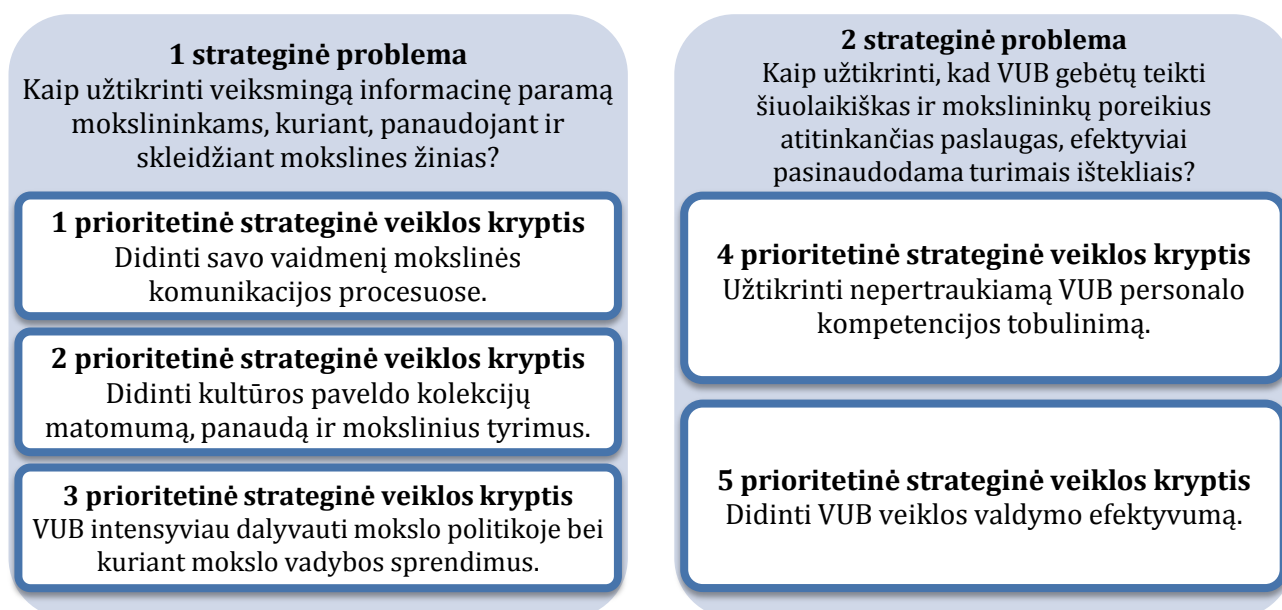 1 strateginė problema
Kaip užtikrinti veiksmingą informacinę paramą
mokslininkams, kuriant, panaudojant ir
skleidžiant mokslines žinias?
1 prioritetinė strateginė veiklos kryptis
Didinti savo vaidmenį mokslinės
komunikacijos procesuose.
2 prioritetinė strateginė veiklos kryptis
Didinti kultūros paveldo kolekcijų
matomumą, panaudą ir mokslinius tyrimus.
3 prioritetinė strateginė veiklos kryptis
VUB intensyviau dalyvauti mokslo politikoje bei
kuriant mokslo vadybos sprendimus.
2 strateginė problema
Kaip užtikrinti, kad VUB gebėtų teikti
šiuolaikiškas ir mokslininkų poreikius
atitinkančias paslaugas, efektyviai
pasinaudodama turimais ištekliais?
4 prioritetinė strateginė veiklos kryptis
Užtikrinti nepertraukiamą VUB personalo
kompetencijos tobulinimą.
5 prioritetinė strateginė veiklos kryptis
Didinti VUB veiklos valdymo efektyvumą.